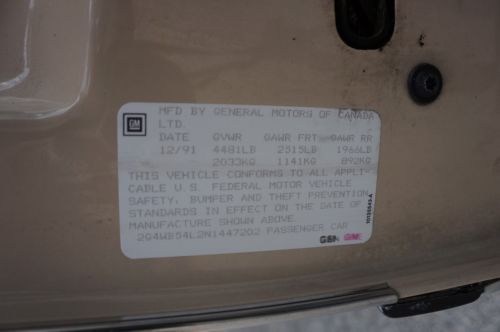 GM
MFD BY GENERAL MOTORS OF CANADA
LTD.
DATE GVWR GAWR FRT GAWR RR
12/91 4481LB 2515LB 1966LB
2033KG 1141KG 892KG
THIS VEHICLE CONFORMS TO ALL APPLI-
CABLE U.S. FEDERAL MOTOR VEHICLE
SAFETY, BUMPER AND THEFT PREVENTION
STANDARDS IN EFFECT ON THE DATE OF
MANUFACTURE SHOWN ABOVE.
2G4WB54L2N1447202 PASSENGER CAR
GM GM